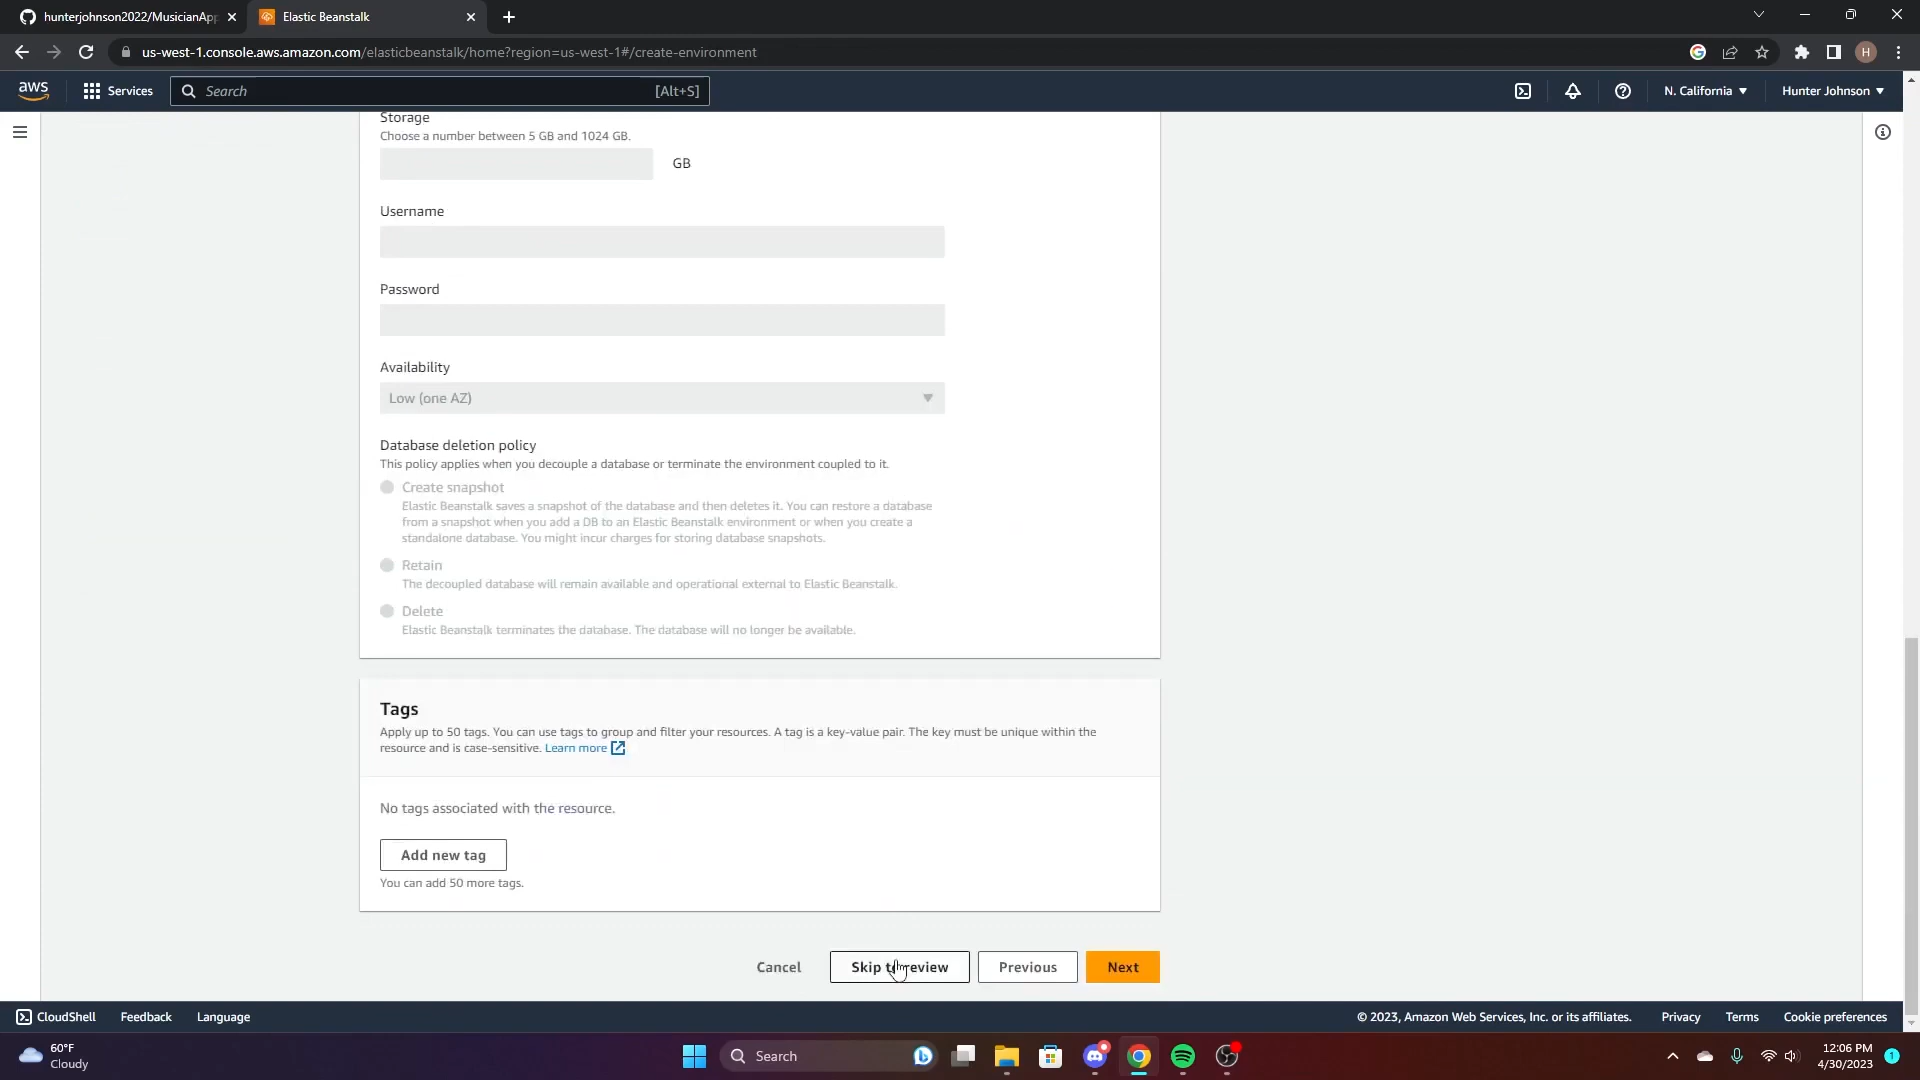 hunterjohnson2022/MusicianApp
Elastic Beanstalk
us-west-1.console.aws.amazon.com/elasticbeanstalk/home?region=us-west-1#/create-environment
H
aws
Services
Search
[Alt+S]
N. California
Hunter Johnson
Storage
Choose a number between 5 GB and 1024 GB.
GB
Username
Password
Availability
Low (one AZ)
Database deletion policy
This policy applies when you decouple a database or terminate the environment coupled to it.
Create snapshot
Elastic Beanstalk saves a snapshot of the database and then deletes it. You can restore a database
from a snapshot when you add a DB to an Elastic Beanstalk environment or when you create a
standalone database. You might incur charges for storing database snapshots.
Retain
The decoupled database will remain available and operational external to Elastic Beanstalk.
Delete
Elastic Beanstalk terminates the database. The database will no longer be available.
Tags
Apply up to 50 tags. You can use tags to group and filter your resources. A tag is a key-value pair. The key must be unique within the
resource and is case-sensitive. Learn more
No tags associated with the resource.
Add new tag
You can add 50 more tags.
Cancel
Skip to review
Previous
Next
CloudShell
Feedback
Language
© 2023, Amazon Web Services, Inc. or its affiliates.
Privacy
Terms
Cookie preferences
60°F
Cloudy
Search
12:06 PM
4/30/2023
1